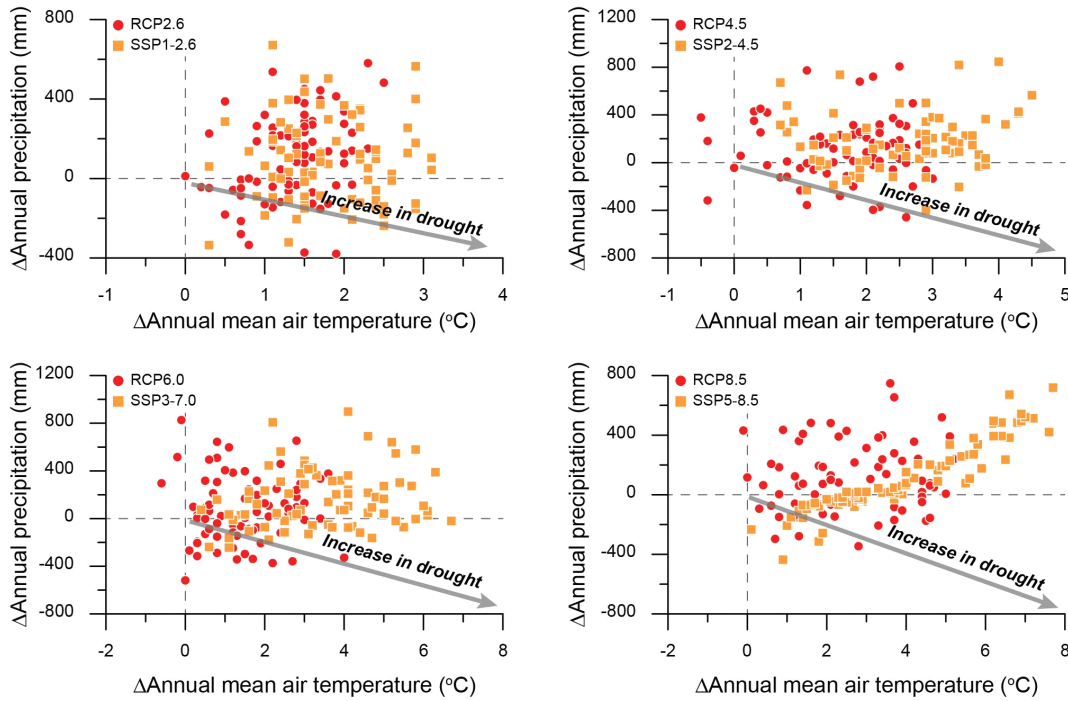 800
400
0
-400
-1
0
1
2
3
4
ΔAnnual precipitation (mm)
ΔAnnual mean air temperature (°C)
RCP2.6
SSP1-2.6
Increase in drought
1200
800
400
0
-400
-800
-1
0
1
2
3
4
5
ΔAnnual precipitation (mm)
ΔAnnual mean air temperature (°C)
RCP4.5
SSP2-4.5
Increase in drought
1200
800
400
0
-400
-800
-2
0
2
4
6
8
ΔAnnual precipitation (mm)
ΔAnnual mean air temperature (°C)
RCP6.0
SSP3-7.0
Increase in drought
800
400
0
-400
-800
-2
0
2
4
6
8
ΔAnnual precipitation (mm)
ΔAnnual mean air temperature (°C)
RCP8.5
SSP5-8.5
Increase in drought